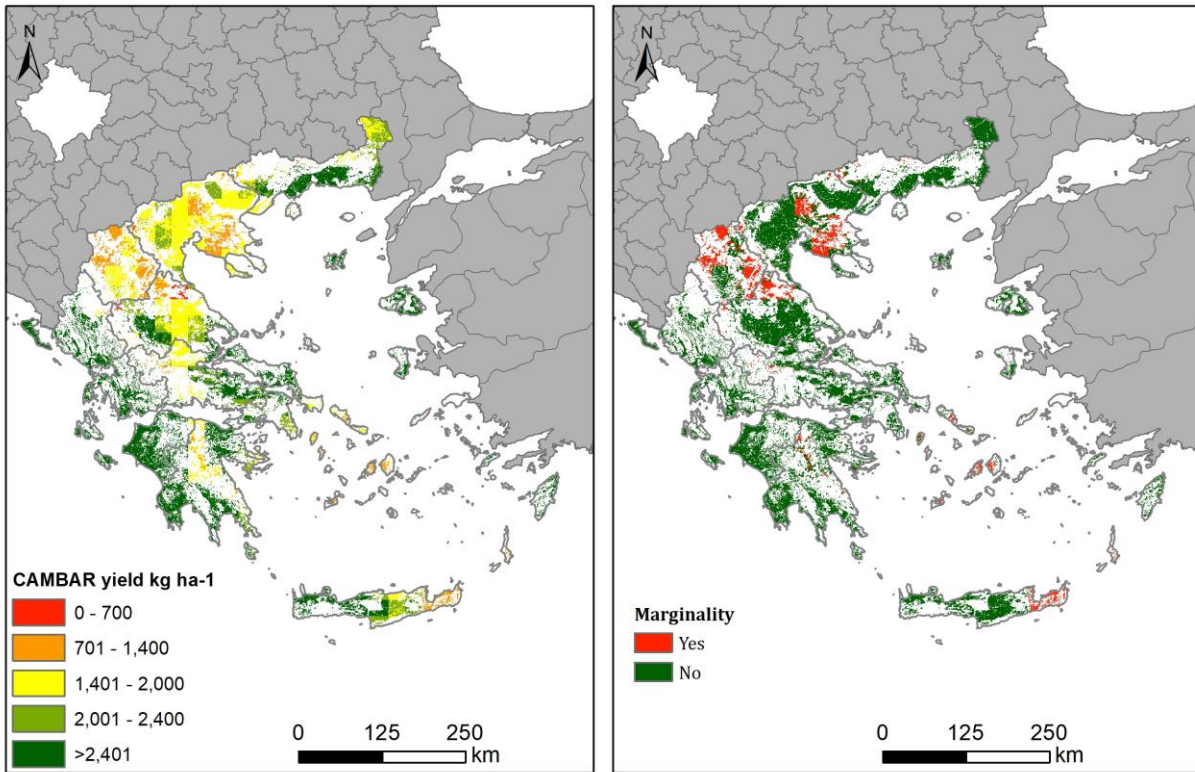 N
CAMBAR yield kg ha-1
0 - 700
701 - 1,400
1,401 - 2,000
2,001 - 2,400
>2,401
0 125 250
km
N
Marginality
Yes
No
0 125 250
km